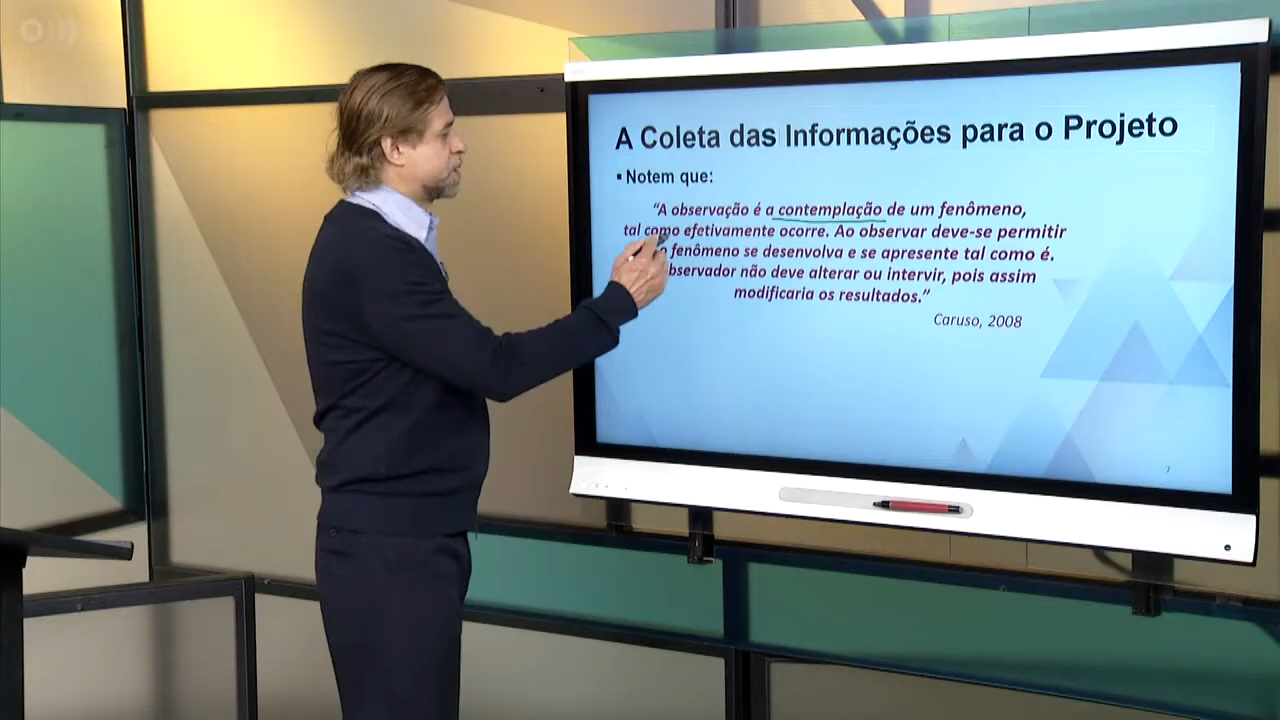 A Coleta das Informações para o Projeto
▪ Notem que:
“A observação é a contemplação de um fenômeno,
tal como efetivamente ocorre. Ao observar deve-se permitir
fenômeno se desenvolva e se apresente tal como é.
observador não deve alterar ou intervir, pois assim
modificaria os resultados.”
Caruso, 2008
7